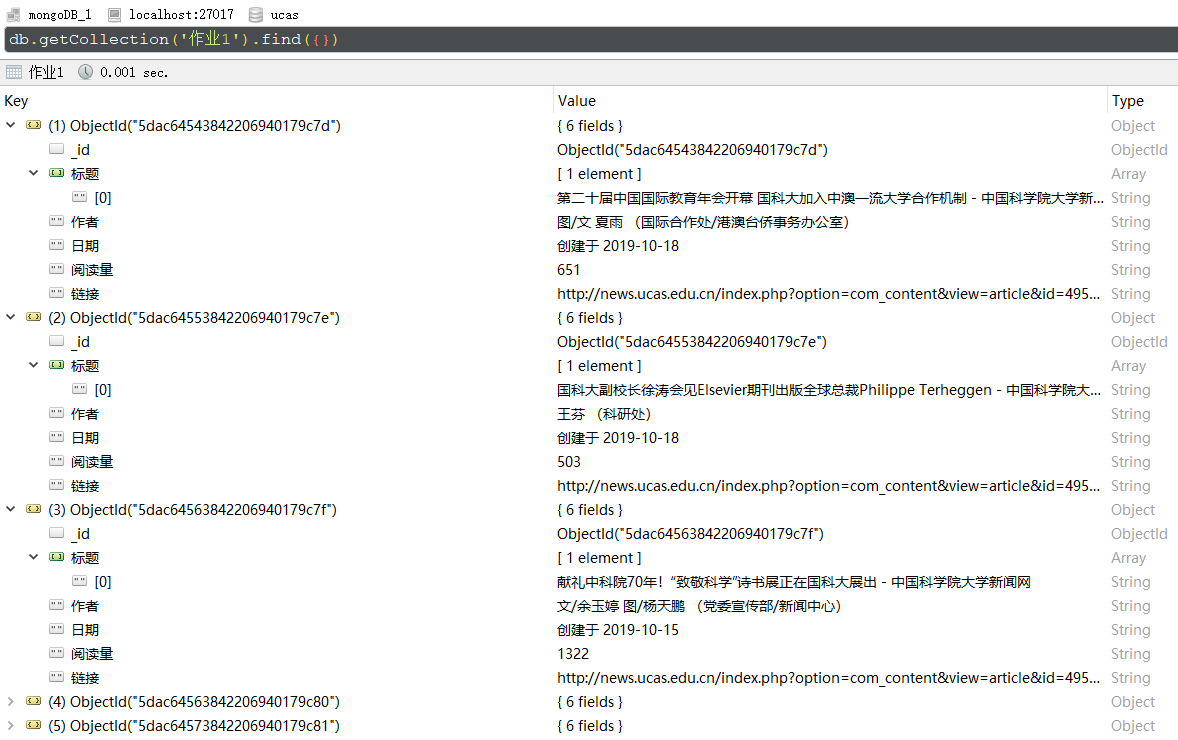 mongoDB_1 localhost:27017 ucas
db.getCollection('作业1').find({})
作业1 0.001 sec.
Key Value Type
(1) ObjectId("5dac64543842206940179c7d") { 6 fields } Object
_id ObjectId("5dac64543842206940179c7d") ObjectId
标题 [ 1 element ] Array
[0] 第二十届中国国际教育年会开幕 国科大加入中澳一流大学合作机制 - 中国科学院大学新... String
作者 图/文 夏雨 （国际合作处/港澳台侨事务办公室） String
日期 创建于 2019-10-18 String
阅读量 651 String
链接 http://news.ucas.edu.cn/index.php?option=com_content&view=article&id=495... String
(2) ObjectId("5dac64553842206940179c7e") { 6 fields } Object
_id ObjectId("5dac64553842206940179c7e") ObjectId
标题 [ 1 element ] Array
[0] 国科大副校长徐涛会见Elsevier期刊出版全球总裁Philippe Terheggen - 中国科学院大... String
作者 王芬 （科研处） String
日期 创建于 2019-10-18 String
阅读量 503 String
链接 http://news.ucas.edu.cn/index.php?option=com_content&view=article&id=495... String
(3) ObjectId("5dac64563842206940179c7f") { 6 fields } Object
_id ObjectId("5dac64563842206940179c7f") ObjectId
标题 [ 1 element ] Array
[0] 献礼中科院70年！“致敬科学”诗书展正在国科大展出 - 中国科学院大学新闻网 String
作者 文/余玉婷 图/杨天鹏 （党委宣传部/新闻中心） String
日期 创建于 2019-10-15 String
阅读量 1322 String
链接 http://news.ucas.edu.cn/index.php?option=com_content&view=article&id=495... String
(4) ObjectId("5dac64563842206940179c80") { 6 fields } Object
(5) ObjectId("5dac64573842206940179c81") { 6 fields } Object